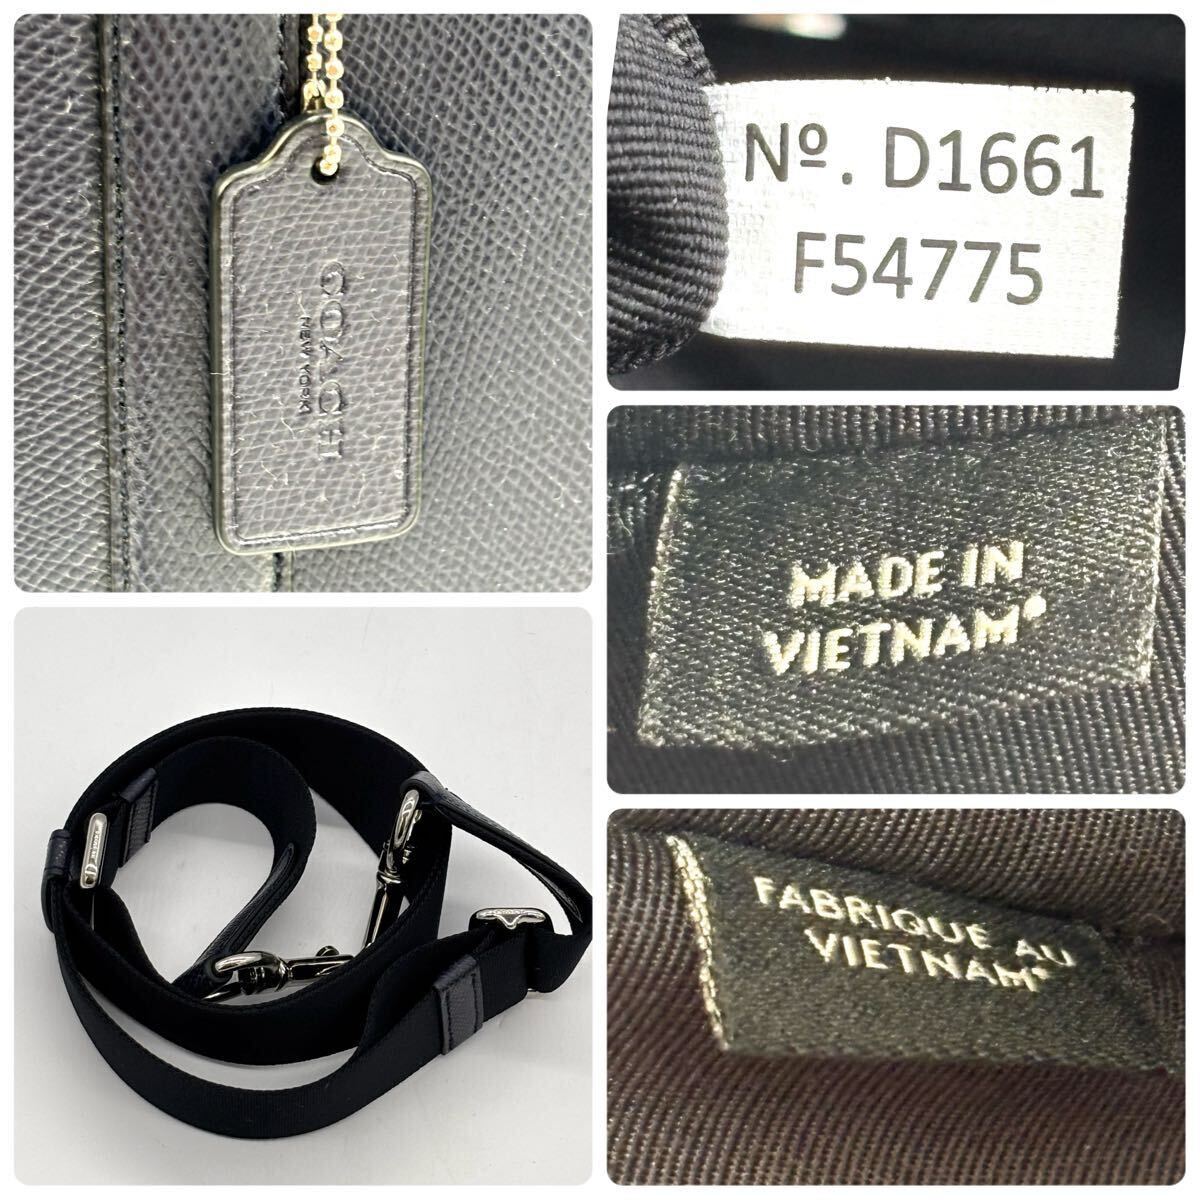 COACH
NEW YORK
Nº. D1661
F54775
MADE IN
VIETNAM®
FABRIQUE AU
VIETNAM®